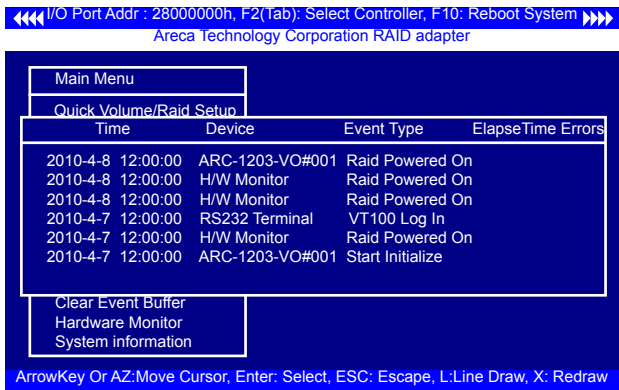 I/O Port Addr : 28000000h, F2(Tab): Select Controller, F10: Reboot System
Areca Technology Corporation RAID adapter
Main Menu
Quick Volume/Raid Setup
Time Device Event Type ElapseTime Errors
2010-4-8 12:00:00 ARC-1203-VO#001 Raid Powered On
2010-4-8 12:00:00 H/W Monitor Raid Powered On
2010-4-8 12:00:00 H/W Monitor Raid Powered On
2010-4-7 12:00:00 RS232 Terminal VT100 Log In
2010-4-7 12:00:00 H/W Monitor Raid Powered On
2010-4-7 12:00:00 ARC-1203-VO#001 Start Initialize
Clear Event Buffer
Hardware Monitor
System information
ArrowKey Or AZ:Move Cursor, Enter: Select, ESC: Escape, L:Line Draw, X: Redraw